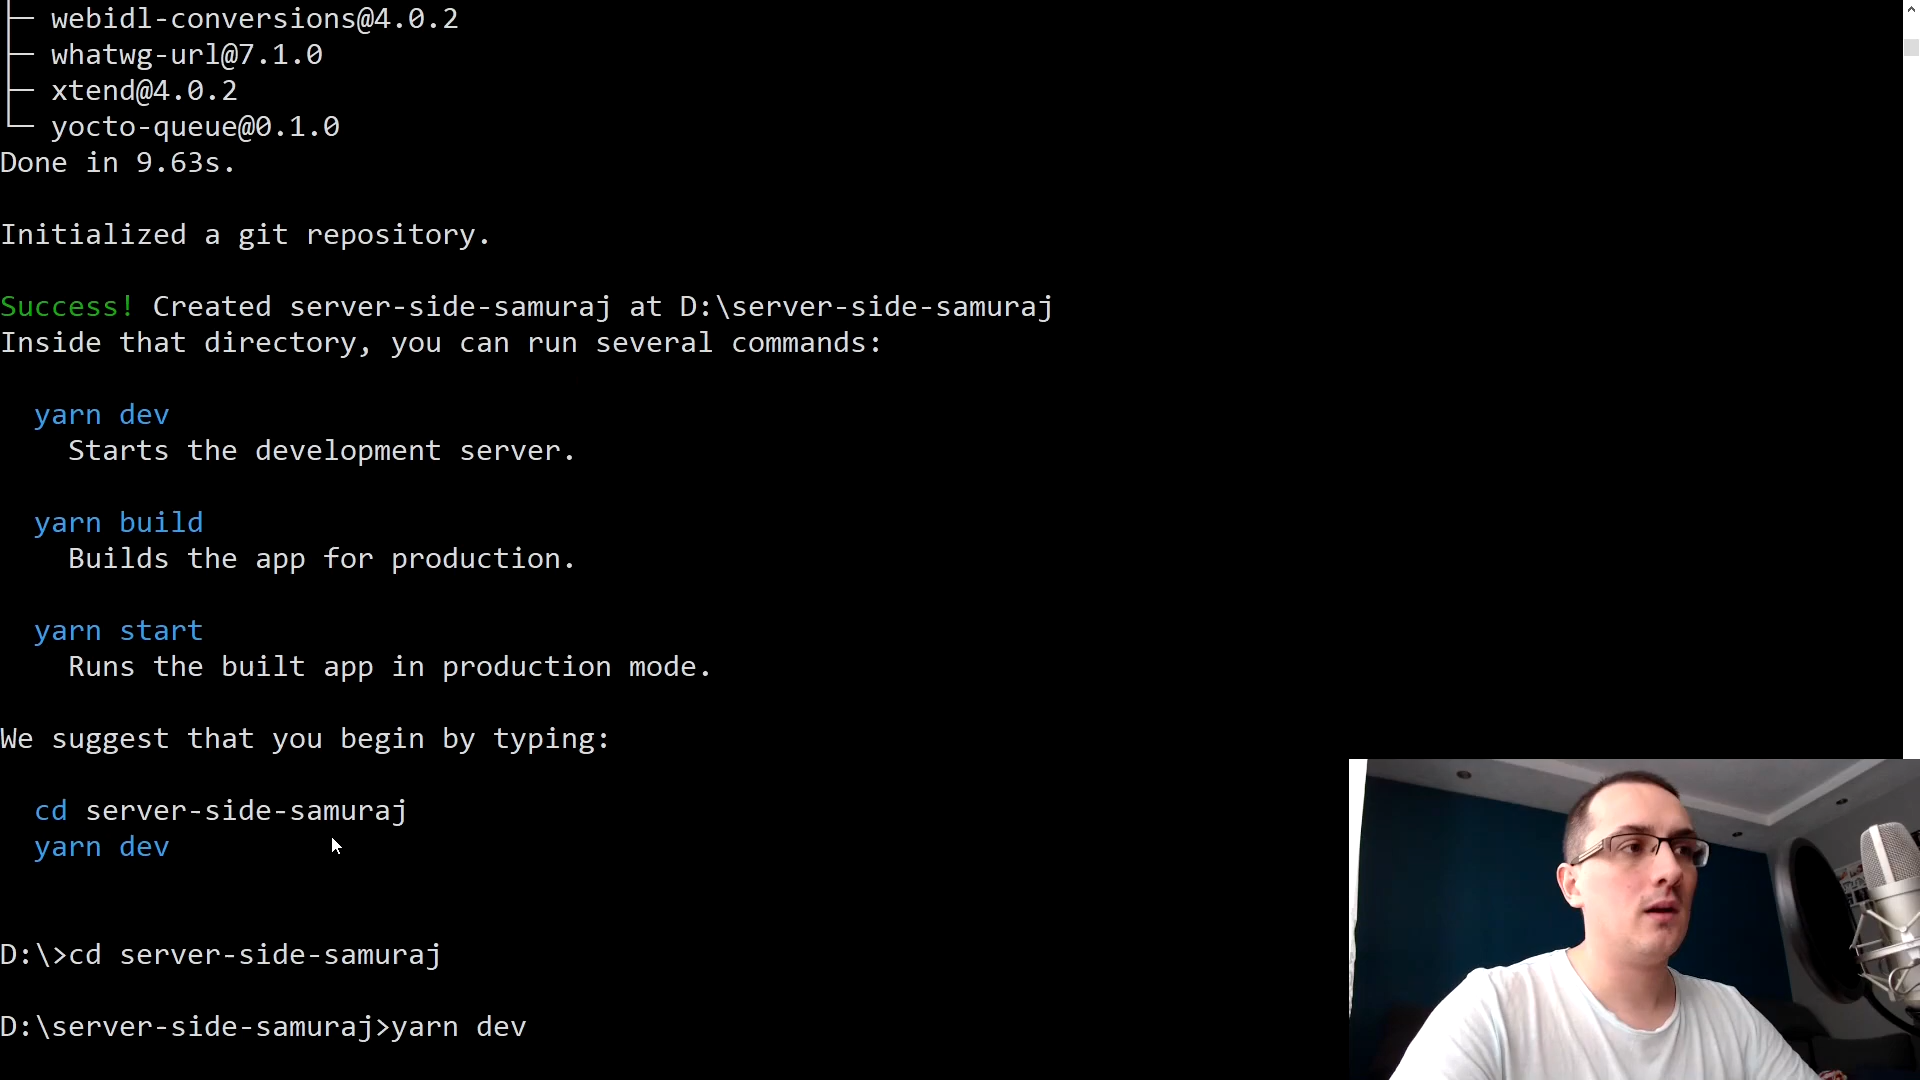 webidl-conversions@4.0.2
whatwg-url@7.1.0
xtend@4.0.2
yocto-queue@0.1.0
Done in 9.63s.
Initialized a git repository.
Success! Created server-side-samuraj at D:\server-side-samuraj
Inside that directory, you can run several commands:
yarn dev
Starts the development server.
yarn build
Builds the app for production.
yarn start
Runs the built app in production mode.
We suggest that you begin by typing:
cd server-side-samuraj
yarn dev
D:\>cd server-side-samuraj
D:\server-side-samuraj>yarn dev